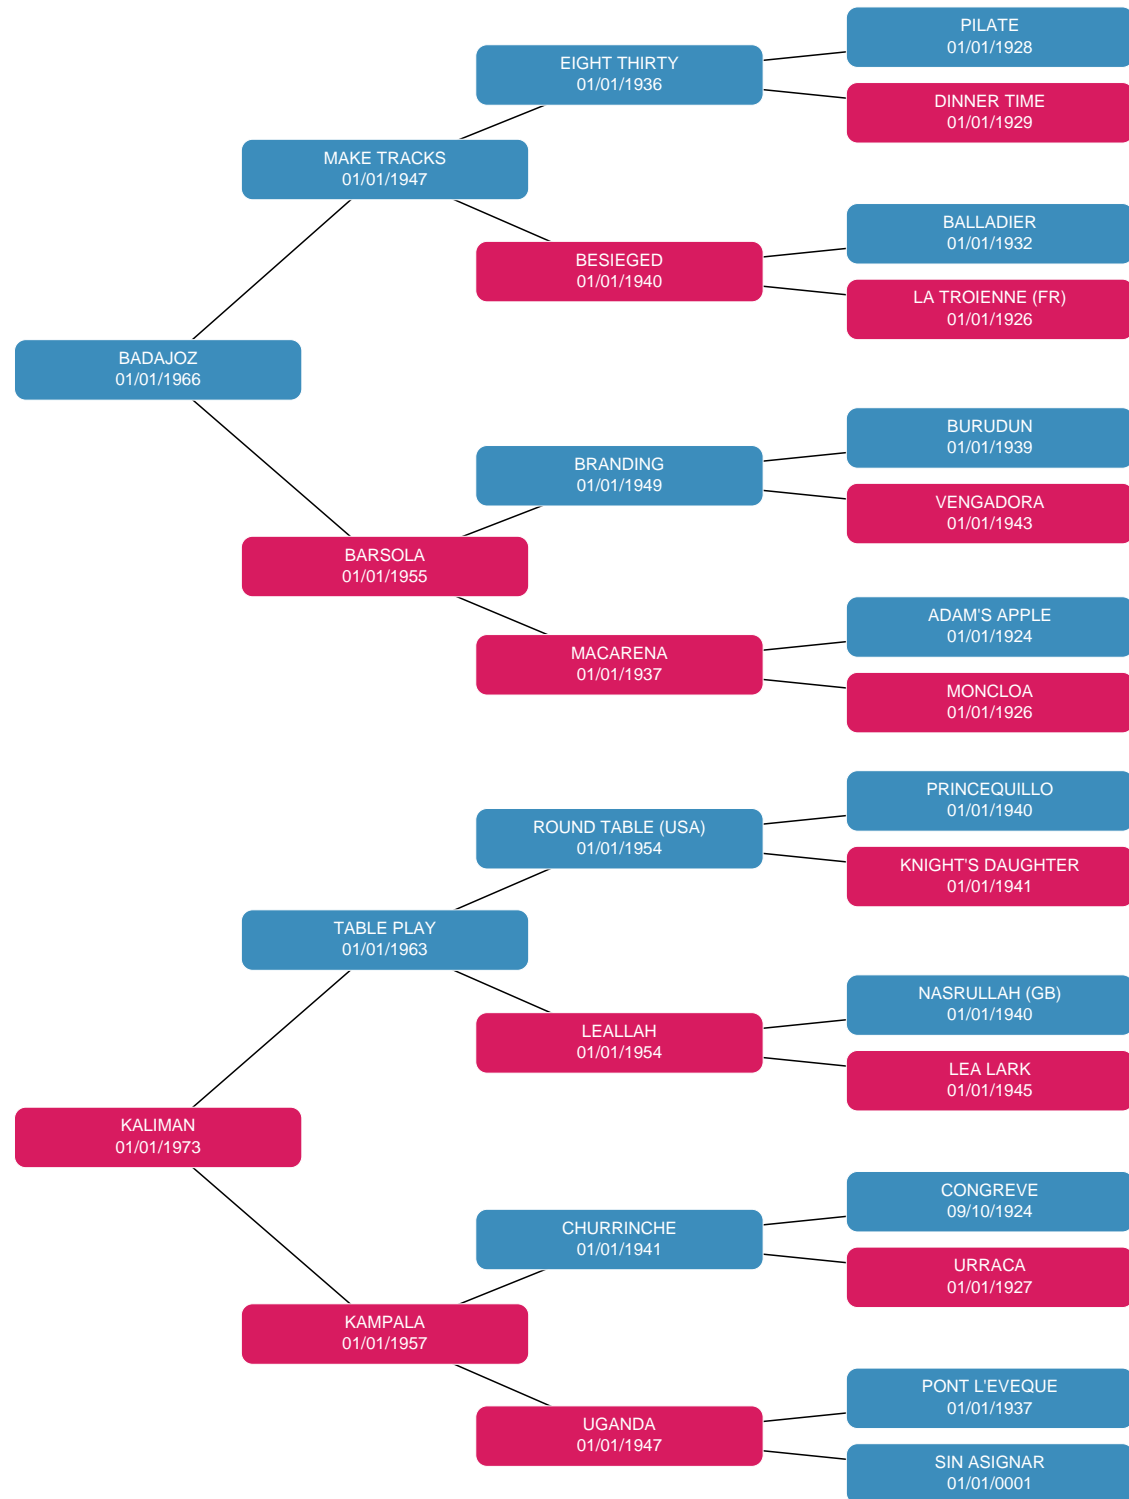 PILATE
01/01/1928
EIGHT THIRTY
01/01/1936
DINNER TIME
01/01/1929
MAKE TRACKS
01/01/1947
BALLADIER
01/01/1932
BESIEGED
01/01/1940
LA TROIENNE (FR)
01/01/1926
BADAJOZ
01/01/1966
BURUDUN
01/01/1939
BRANDING
01/01/1949
VENGADORA
01/01/1943
BARSOLA
01/01/1955
ADAM'S APPLE
01/01/1924
MACARENA
01/01/1937
MONCLOA
01/01/1926
PRINCEQUILLO
01/01/1940
ROUND TABLE (USA)
01/01/1954
KNIGHT'S DAUGHTER
01/01/1941
TABLE PLAY
01/01/1963
NASRULLAH (GB)
01/01/1940
LEALLAH
01/01/1954
LEA LARK
01/01/1945
KALIMAN
01/01/1973
CONGREVE
09/10/1924
CHURRINCHE
01/01/1941
URRACA
01/01/1927
KAMPALA
01/01/1957
PONT L'EVEQUE
01/01/1937
UGANDA
01/01/1947
SIN ASIGNAR
01/01/0001